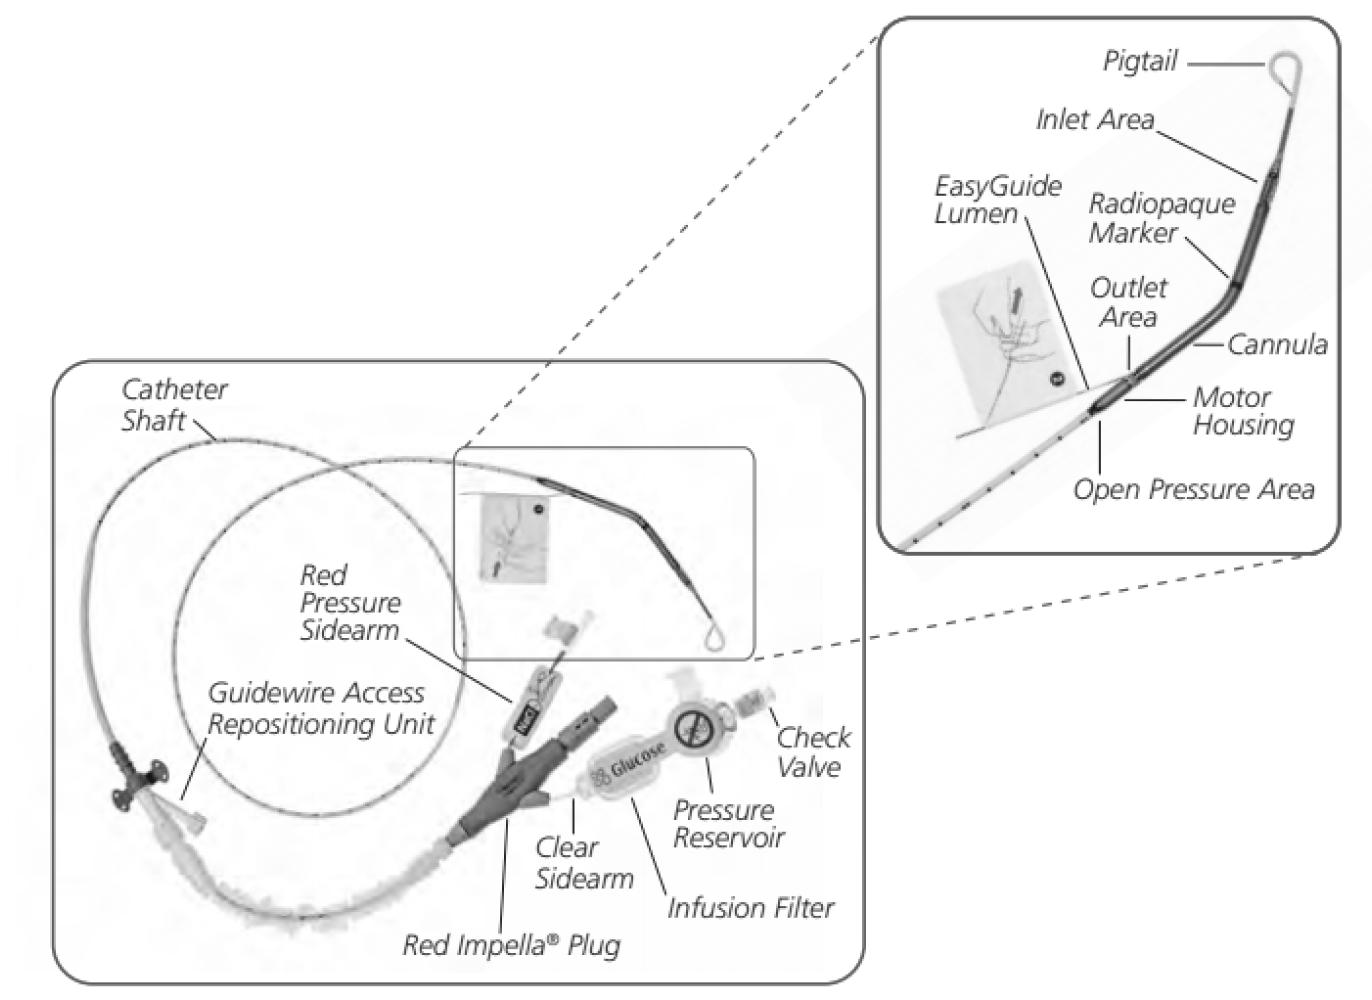 Pigtail
Inlet Area
EasyGuide
Lumen
Radiopaque
Marker
Outlet
Area
Cannula
Motor
Housing
Open Pressure Area
Catheter
Shaft
Red
Pressure
Sidearm
Guidewire Access
Repositioning Unit
NaCl
Glucose
Check
Valve
Pressure
Reservoir
Clear
Sidearm
Infusion Filter
Red Impella® Plug